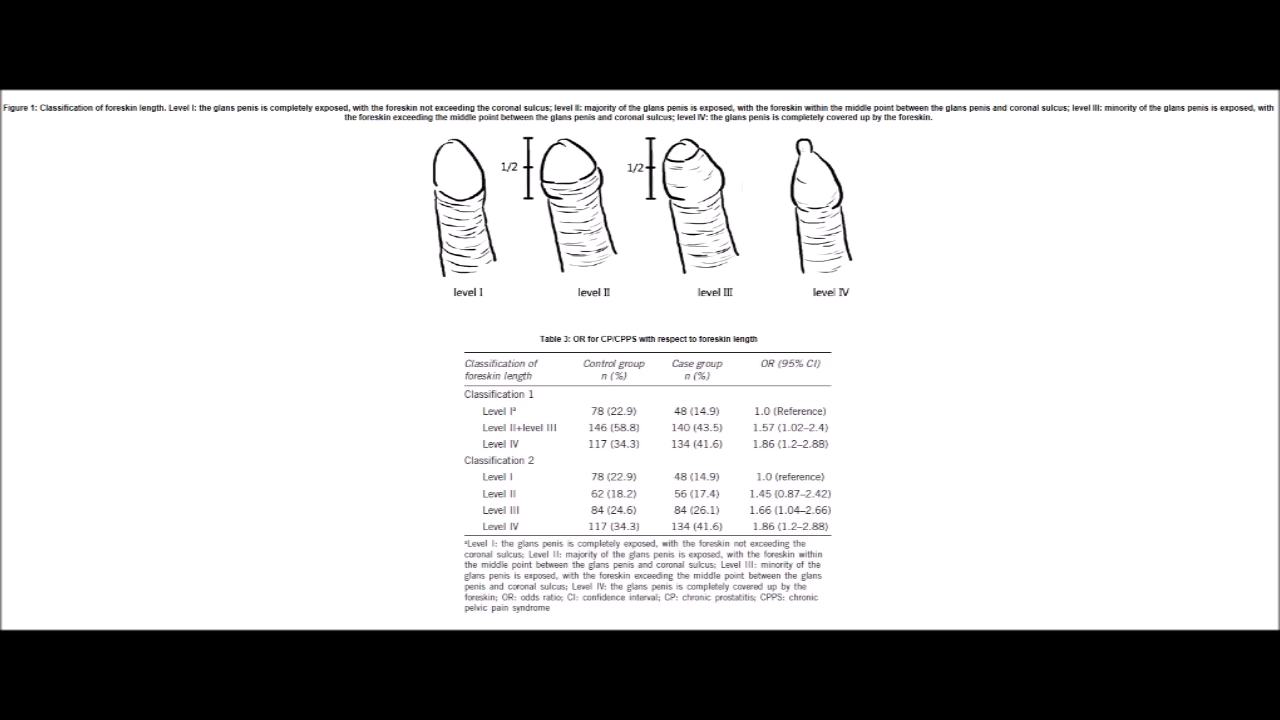 Figure 1: Classification of foreskin length. Level I: the glans penis is completely exposed, with the foreskin not exceeding the coronal sulcus; level II: majority of the glans penis is exposed, with the foreskin within the middle point between the glans penis and coronal sulcus; level III: minority of the glans penis is exposed, with
the foreskin exceeding the middle point between the glans penis and coronal sulcus; level IV: the glans penis is completely covered up by the foreskin.
1/2 1/2
level I level II level III level IV
Table 3: OR for CP/CPPS with respect to foreskin length
Classification of Control group Case group OR (95% CI)
foreskin length n (%) n (%)
Classification 1
Level Iª 78 (22.9) 48 (14.9) 1.0 (Reference)
Level II+level III 146 (58.8) 140 (43.5) 1.57 (1.02–2.4)
Level IV 117 (34.3) 134 (41.6) 1.86 (1.2–2.88)
Classification 2
Level I 78 (22.9) 48 (14.9) 1.0 (reference)
Level II 62 (18.2) 56 (17.4) 1.45 (0.87–2.42)
Level III 84 (24.6) 84 (26.1) 1.66 (1.04–2.66)
Level IV 117 (34.3) 134 (41.6) 1.86 (1.2–2.88)
ªLevel I: the glans penis is completely exposed, with the foreskin not exceeding the
coronal sulcus; Level II: majority of the glans penis is exposed, with the foreskin within
the middle point between the glans penis and coronal sulcus; Level III: minority of the
glans penis is exposed, with the foreskin exceeding the middle point between the glans
penis and coronal sulcus; Level IV: the glans penis is completely covered up by the
foreskin; OR: odds ratio; CI: confidence interval; CP: chronic prostatitis; CPPS: chronic
pelvic pain syndrome